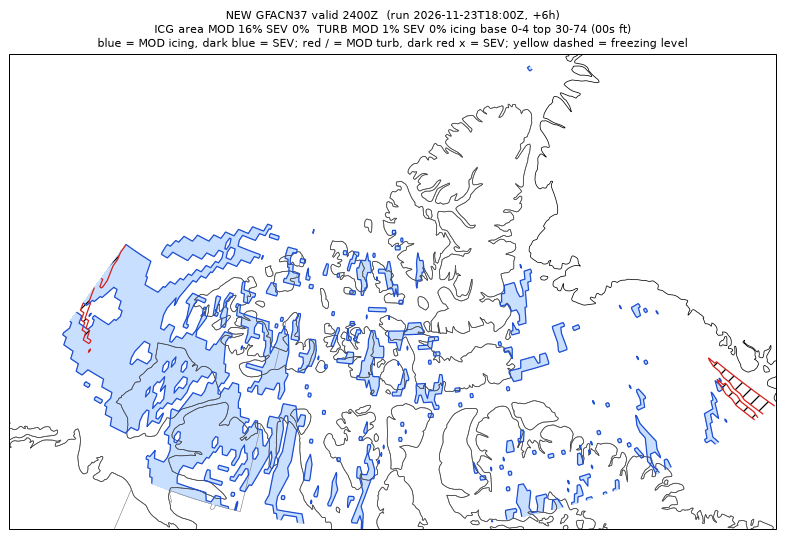 NEW GFACN37 valid 2400Z (run 2026-11-23T18:00Z, +6h)
ICG area MOD 16% SEV 0% TURB MOD 1% SEV 0% icing base 0-4 top 30-74 (00s ft)
blue = MOD icing, dark blue = SEV; red / = MOD turb, dark red x = SEV; yellow dashed = freezing level